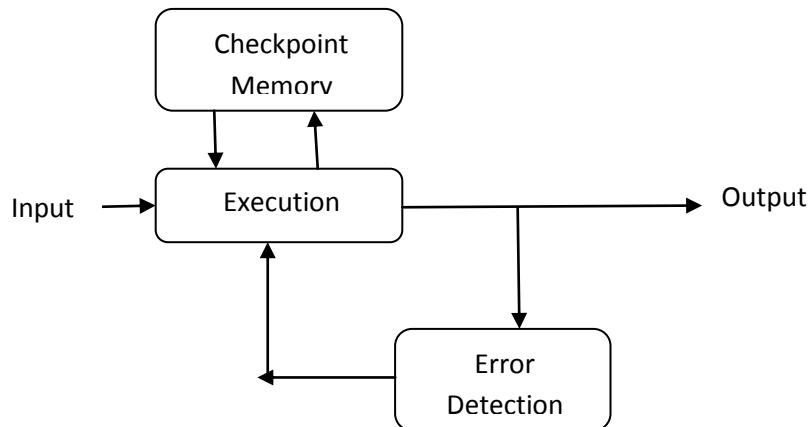 Checkpoint
Memory
Input
Execution
Output
Error
Detection